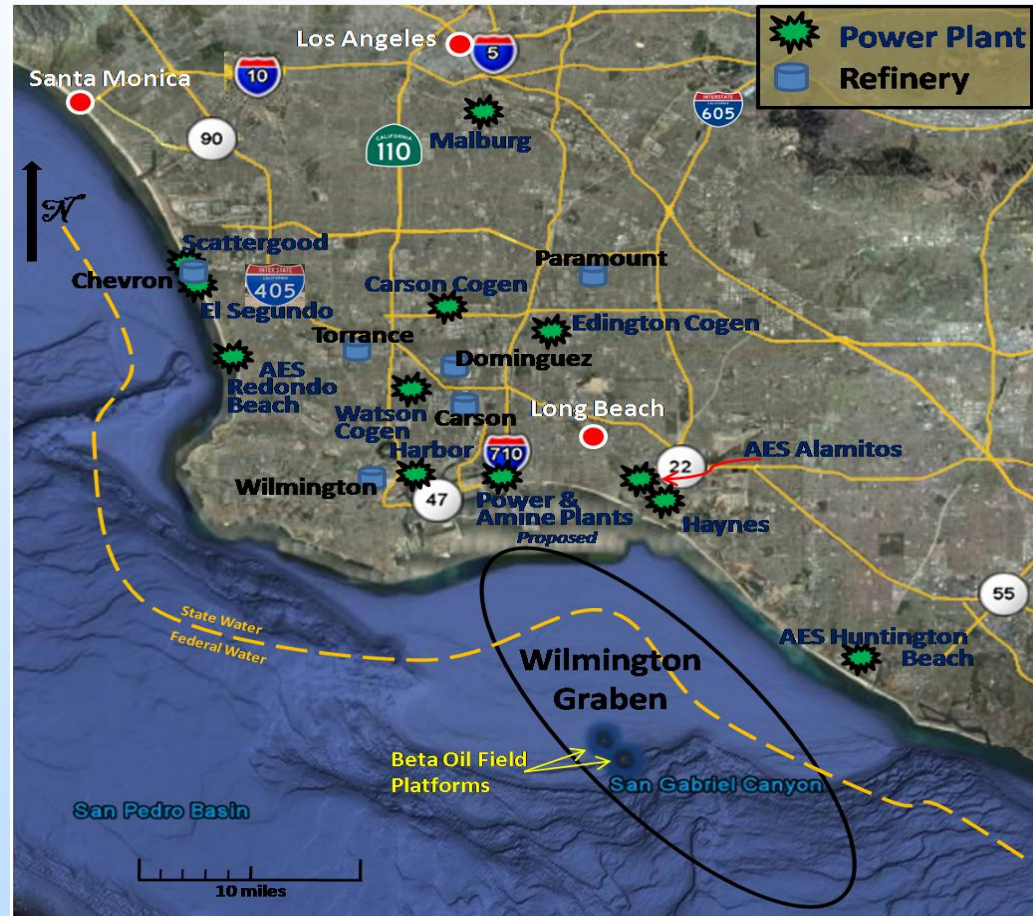 Power Plant
Refinery
Los Angeles
5
10
Santa Monica
605
CALIFORNIA
110
Malburg
90
N
Scattergood
Chevron
INTERSTATE
CALIFORNIA
405
El Segundo
Carson Cogen
Paramount
Torrance
Edington Cogen
Dominguez
AES
Redondo
Beach
Watson
Cogen
Carson
Long Beach
Harbor
710
22
AES Alamitos
Wilmington
47
Power &
Amine Plants
Proposed
Haynes
55
State Water
Federal Water
AES Huntington
Beach
Wilmington
Graben
Beta Oil Field
Platforms
San Gabriel Canyon
San Pedro Basin
10 miles